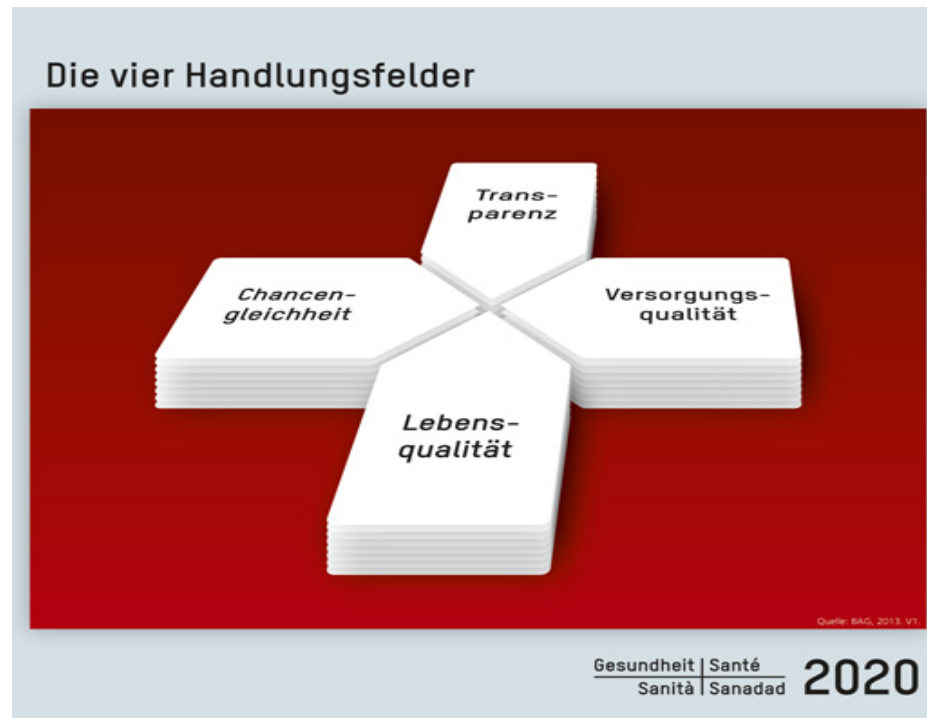 Die vier Handlungsfelder
Trans-
parenz
Chancen-
gleichheit
Versorgungs-
qualität
Lebens-
qualität
Quelle: BAG, 2013. V1.
Gesundheit | Santé
Sanità | Sanadad
2020